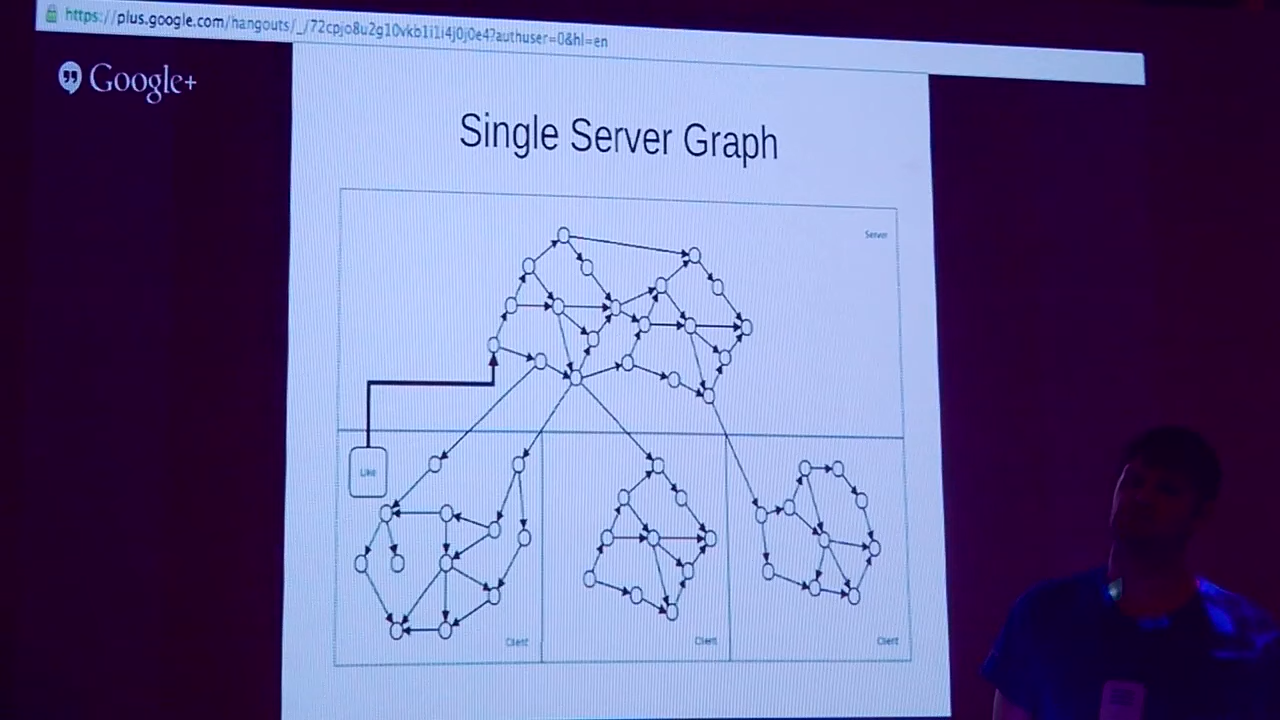 https://plus.google.com/hangouts/_/72cpjo8u2g10vkb1i1i4j0j0e4?authuser=0&hl=en
Google+
Single Server Graph
Server
Like
Client
Client
Client